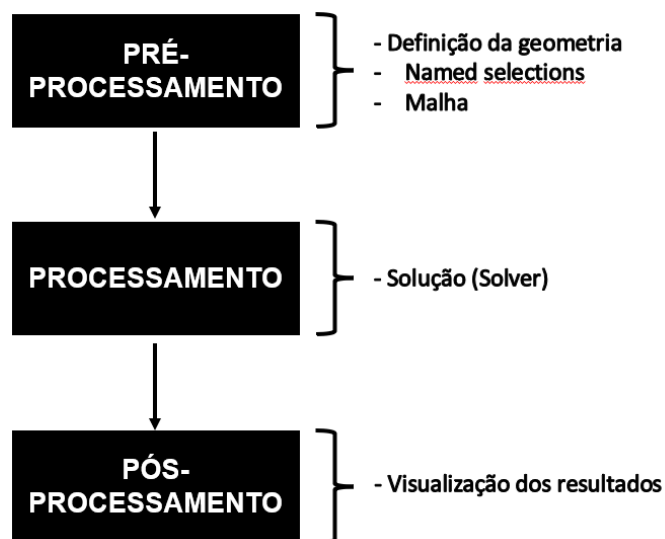 PRÉ-
PROCESSAMENTO
- Definição da geometria
- Named selections
- Malha
PROCESSAMENTO
- Solução (Solver)
PÓS-
PROCESSAMENTO
- Visualização dos resultados